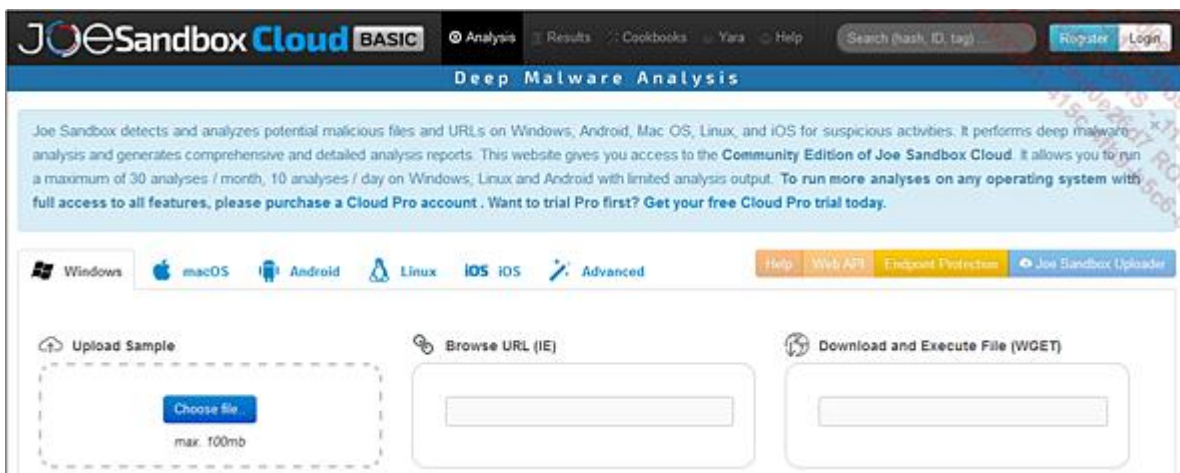 JOeSandbox Cloud BASIC Analysis Results Cookbooks Yara Help Search (hash, ID, tag) ... Register Login
Deep Malware Analysis
Joe Sandbox detects and analyzes potential malicious files and URLs on Windows, Android, Mac OS, Linux, and iOS for suspicious activities. It performs deep malware
analysis and generates comprehensive and detailed analysis reports. This website gives you access to the Community Edition of Joe Sandbox Cloud. It allows you to run
a maximum of 30 analyses / month, 10 analyses / day on Windows, Linux and Android with limited analysis output. To run more analyses on any operating system with
full access to all features, please purchase a Cloud Pro account . Want to trial Pro first? Get your free Cloud Pro trial today.
Windows macOS Android Linux iOS iOS Advanced Help Web API Endpoint Protection Joe Sandbox Uploader
Upload Sample Browse URL (IE) Download and Execute File (WGET)
Choose file...
max. 100mb